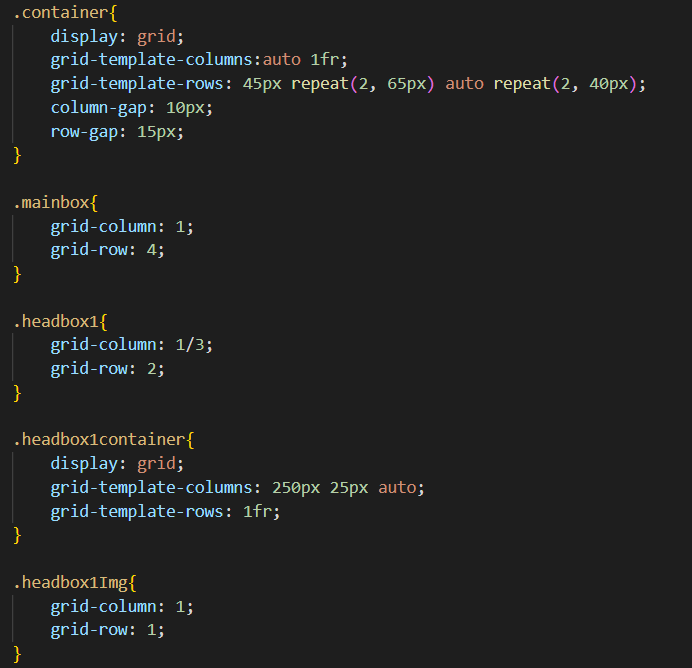 .container{
display: grid;
grid-template-columns:auto 1fr;
grid-template-rows: 45px repeat(2, 65px) auto repeat(2, 40px);
column-gap: 10px;
row-gap: 15px;
}
.mainbox{
grid-column: 1;
grid-row: 4;
}
.headbox1{
grid-column: 1/3;
grid-row: 2;
}
.headbox1container{
display: grid;
grid-template-columns: 250px 25px auto;
grid-template-rows: 1fr;
}
.headbox1Img{
grid-column: 1;
grid-row: 1;
}